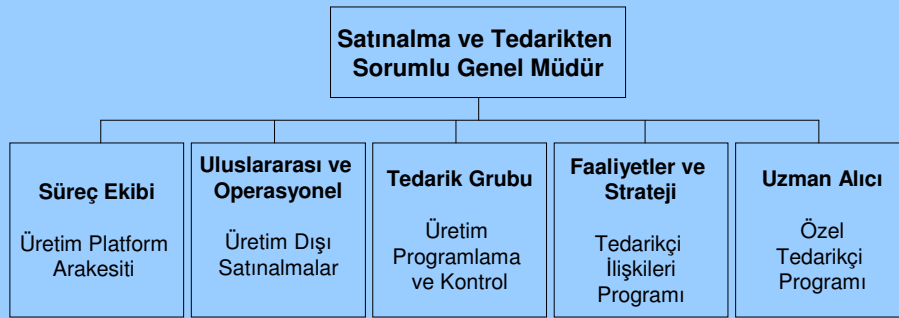 Satınalma ve Tedarikten
Sorumlu Genel Müdür
Süreç Ekibi
Üretim Platform
Arakesiti
Uluslararası ve
Operasyonel
Üretim Dışı
Satınalmalar
Tedarik Grubu
Üretim
Programlama
ve Kontrol
Faaliyetler ve
Strateji
Tedarikçi
İlişkileri
Programı
Uzman Alıcı
Özel
Tedarikçi
Programı